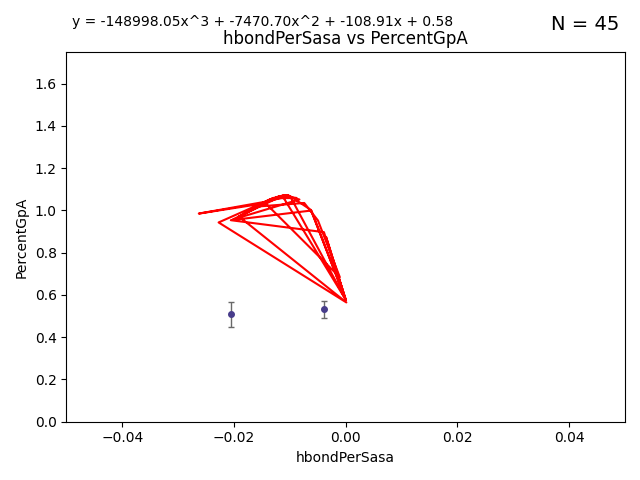 y = -148998.05x^3 + -7470.70x^2 + -108.91x + 0.58
N = 45
hbondPerSasa vs PercentGpA
1.6
1.4
1.2
1.0
0.8
0.6
0.4
0.2
0.0
PercentGpA
−0.04 −0.02 0.00 0.02 0.04
hbondPerSasa